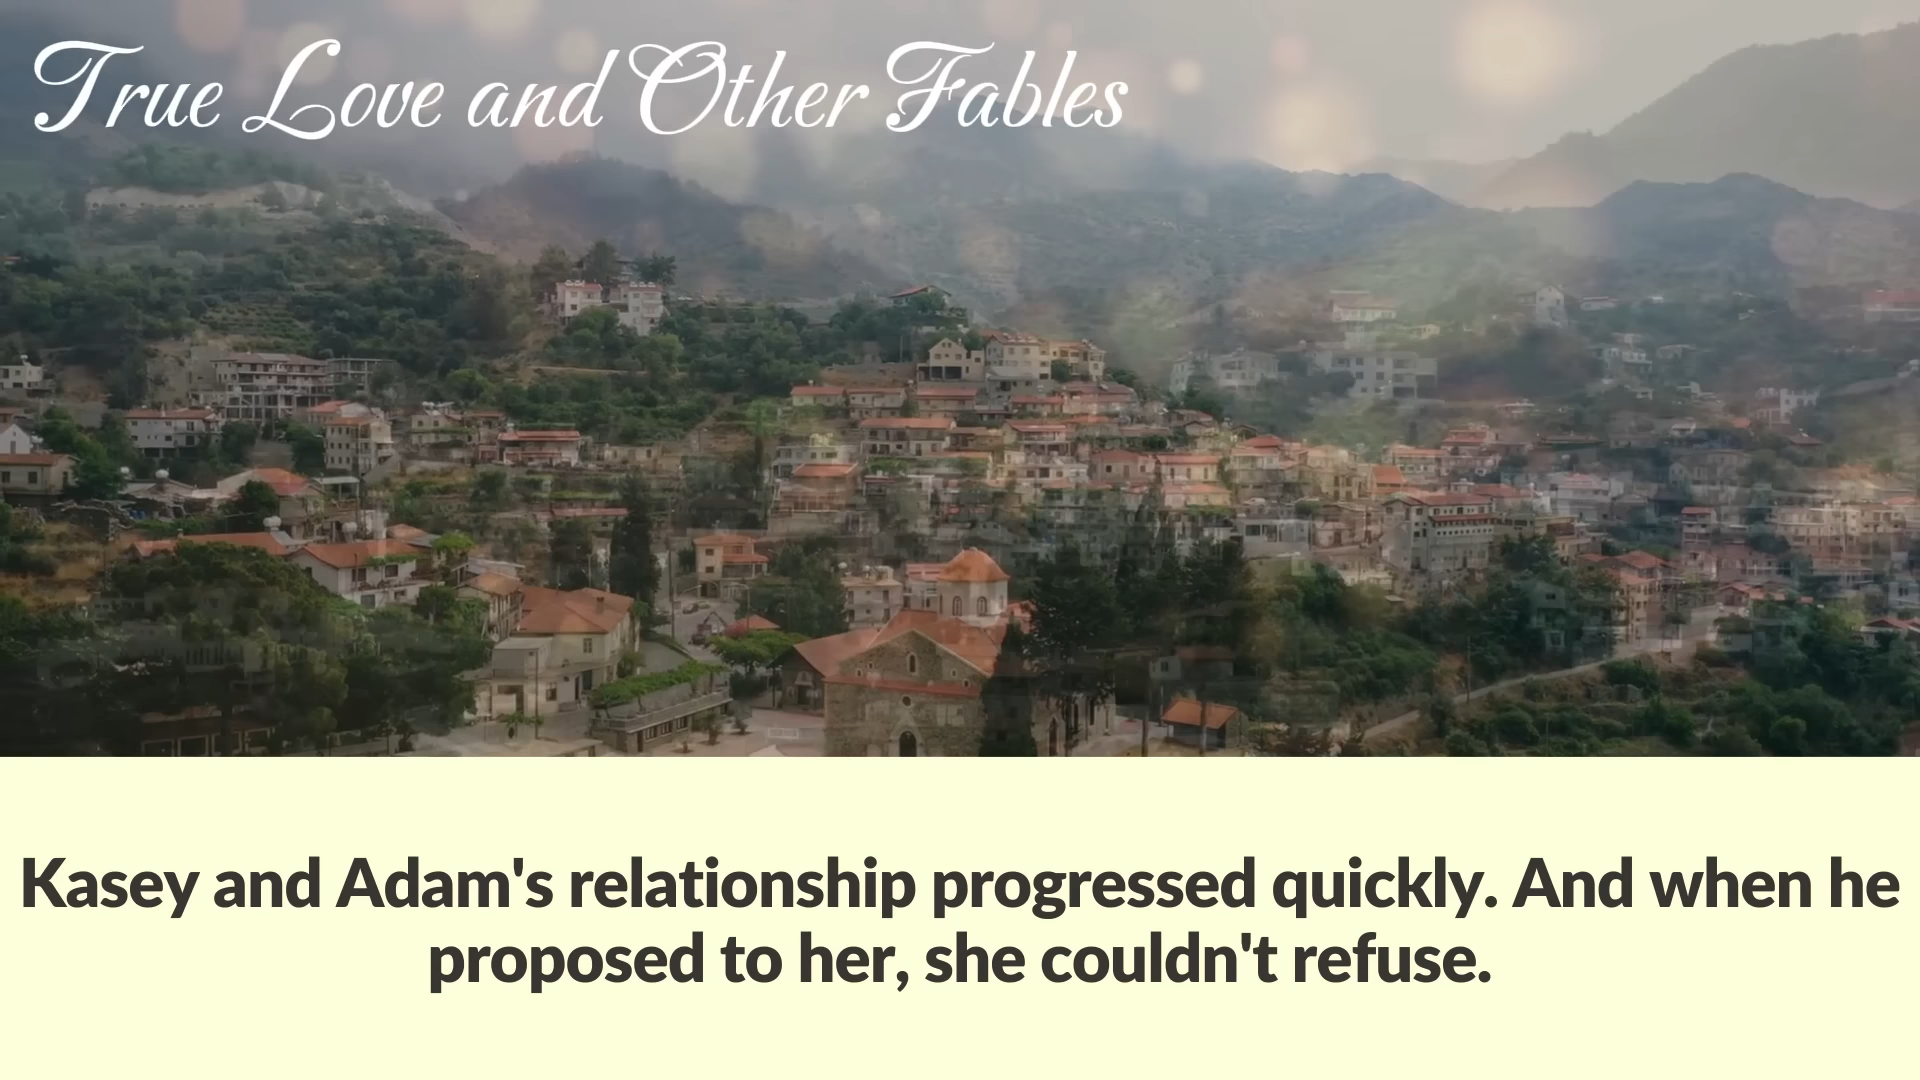 True Love and Other Fables
Kasey and Adam's relationship progressed quickly. And when he
proposed to her, she couldn't refuse.